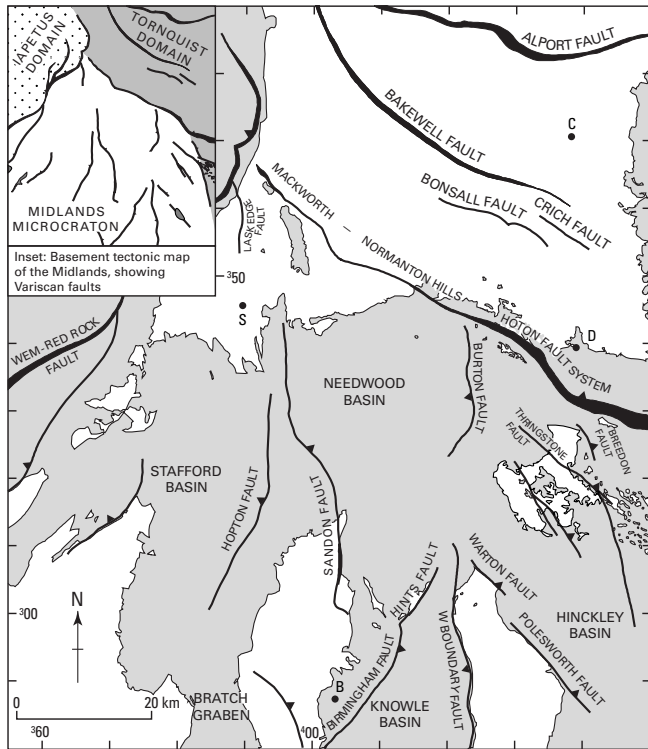 IAPETUS
DOMAIN
TORNQUIST
DOMAIN
MIDLANDS
MICROCRATON
Inset: Basement tectonic map
of the Midlands, showing
Variscan faults
ALPORT FAULT
BAKEWELL FAULT
C
BONSALL FAULT
CRICH FAULT
LASKEDGE
FAULT
MACKWORTH – NORMANTON HILLS
HOTON FAULT SYSTEM
350
S
D
WEM-RED ROCK
FAULT
NEEDWOOD
BASIN
BURTON FAULT
THRINGSTONE
FAULT
BREEDON
FAULT
STAFFORD
BASIN
HOPTON FAULT
SANDON FAULT
HINTS FAULT
WARTON FAULT
300
N
HINCKLEY
BASIN
POLESWORTH FAULT
W BOUNDARY FAULT
BIRMINGHAM FAULT
B
BRATCH
GRABEN
KNOWLE
BASIN
0 20 km
360
400